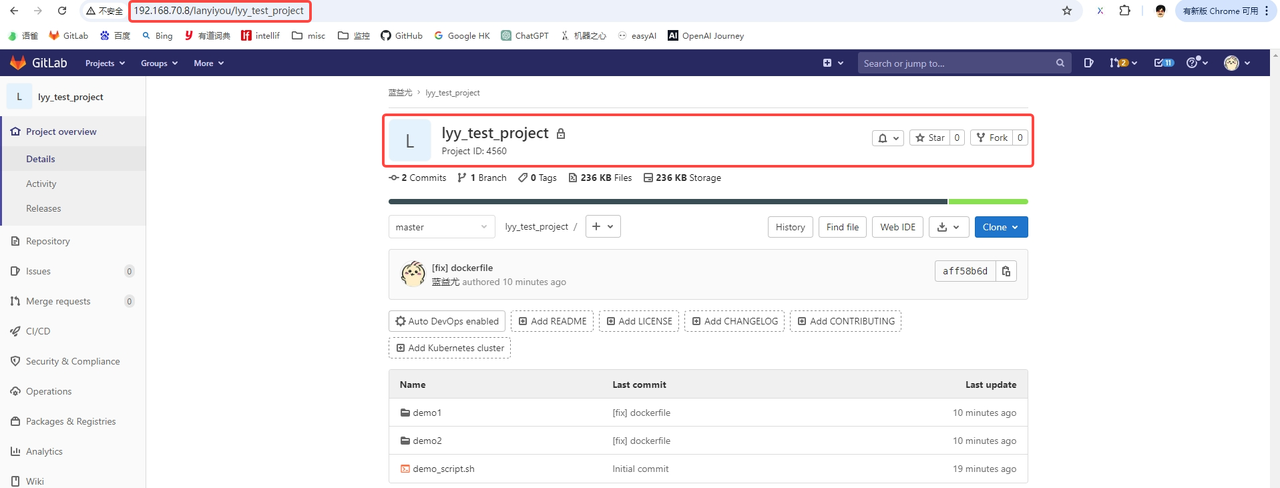 不安全 192.168.70.8/lanyiyou/lyy_test_project 有新版 Chrome 可用
语雀 GitLab 百度 Bing 有道词典 intellif misc 监控 GitHub Google HK ChatGPT 机器之心 easyAI OpenAI Journey
GitLab Projects Groups More Search or jump to... 2 11
L lyy_test_project
蓝益尤 > lyy_test_project
Project overview
Details
Activity
Releases
Repository
Issues 0
Merge requests 0
CI/CD
Security & Compliance
Operations
Packages & Registries
Analytics
Wiki
L lyy_test_project
Project ID: 4560
Star 0 Fork 0
2 Commits 1 Branch 0 Tags 236 KB Files 236 KB Storage
master lyy_test_project / + History Find file Web IDE Clone
[fix] dockerfile
蓝益尤 authored 10 minutes ago
aff58b6d
Auto DevOps enabled Add README Add LICENSE Add CHANGELOG Add CONTRIBUTING
Add Kubernetes cluster
Name Last commit Last update
demo1 [fix] dockerfile 10 minutes ago
demo2 [fix] dockerfile 10 minutes ago
demo_script.sh Initial commit 19 minutes ago